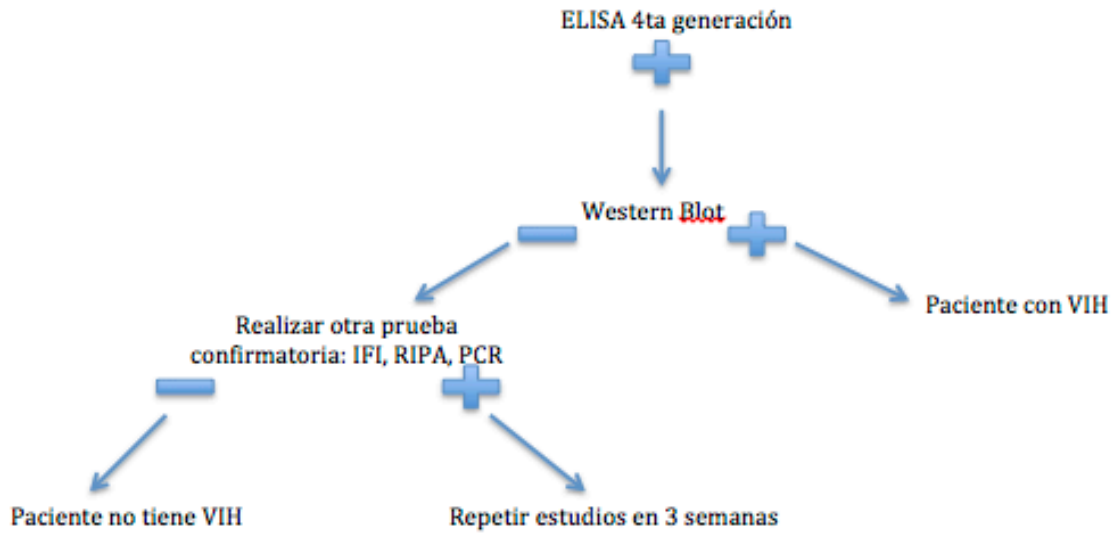 ELISA 4ta generación
Western Blot
Paciente con VIH
Realizar otra prueba
confirmatoria: IFI, RIPA, PCR
Paciente no tiene VIH
Repetir estudios en 3 semanas